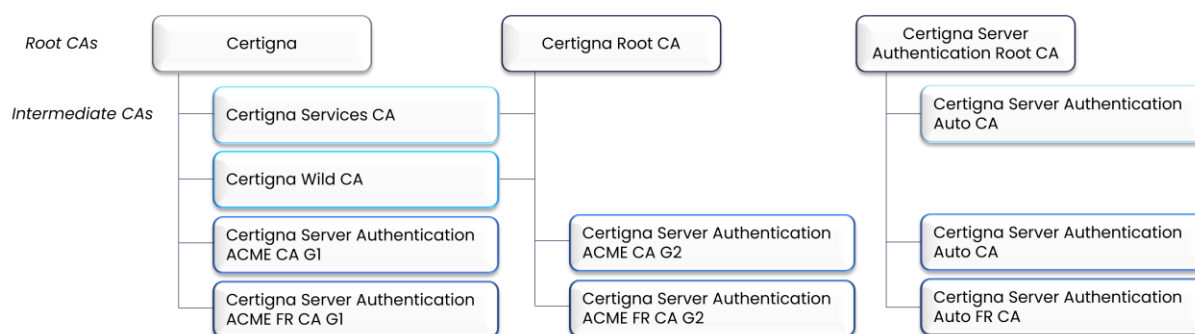 Root CAs
Certigna
Certigna Root CA
Certigna Server
Authentication Root CA
Intermediate CAs
Certigna Services CA
Certigna Server Authentication
Auto CA
Certigna Wild CA
Certigna Server Authentication
ACME CA G1
Certigna Server Authentication
ACME CA G2
Certigna Server Authentication
Auto CA
Certigna Server Authentication
ACME FR CA G1
Certigna Server Authentication
ACME FR CA G2
Certigna Server Authentication
Auto FR CA